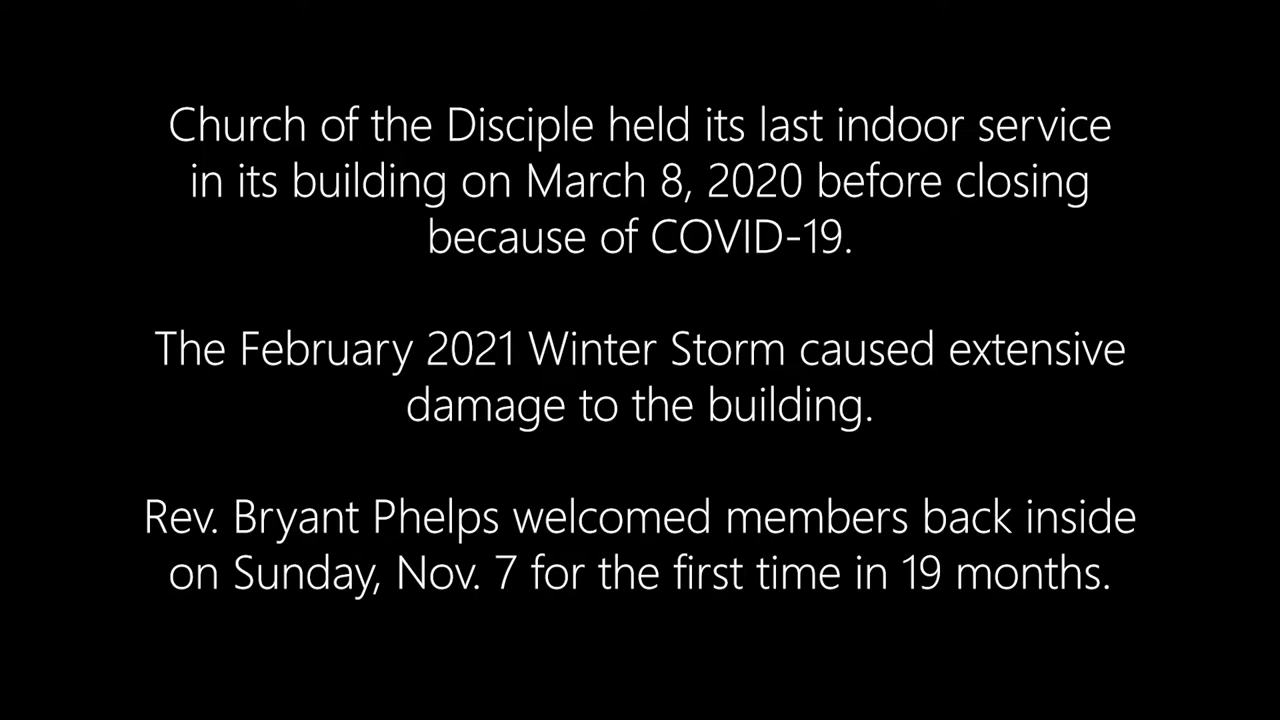 Church of the Disciple held its last indoor service
in its building on March 8, 2020 before closing
because of COVID-19.
The February 2021 Winter Storm caused extensive
damage to the building.
Rev. Bryant Phelps welcomed members back inside
on Sunday, Nov. 7 for the first time in 19 months.